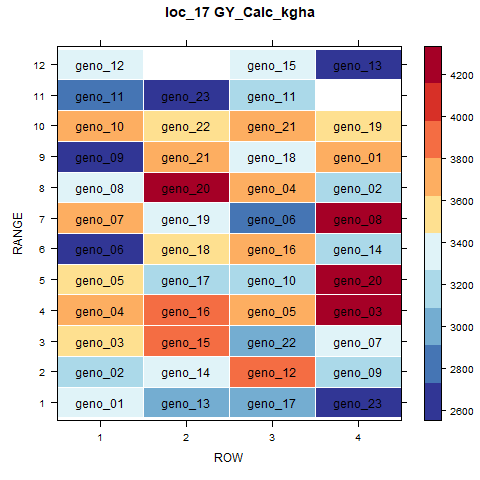 loc_17 GY_Calc_kgha
12 geno_12 geno_15 geno_13
11 geno_11 geno_23 geno_11
10 geno_10 geno_22 geno_21 geno_19
9 geno_09 geno_21 geno_18 geno_01
8 geno_08 geno_20 geno_04 geno_02
7 geno_07 geno_19 geno_06 geno_08
6 geno_06 geno_18 geno_16 geno_14
5 geno_05 geno_17 geno_10 geno_20
4 geno_04 geno_16 geno_05 geno_03
3 geno_03 geno_15 geno_22 geno_07
2 geno_02 geno_14 geno_12 geno_09
1 geno_01 geno_13 geno_17 geno_23
1 2 3 4
ROW
RANGE
4200
4000
3800
3600
3400
3200
3000
2800
2600